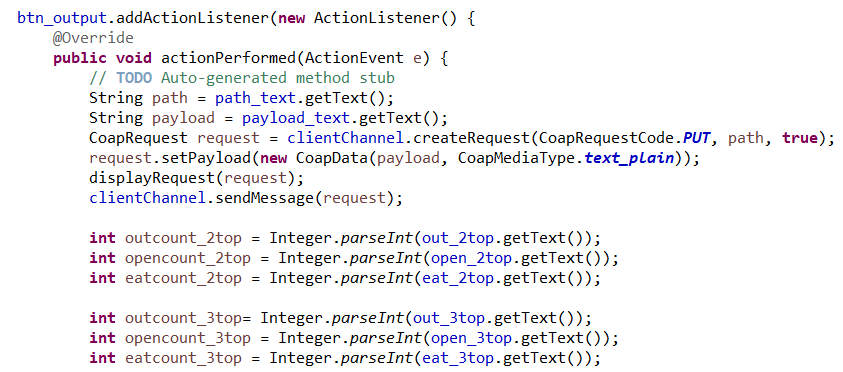 btn_output.addActionListener(new ActionListener() {
    @Override
    public void actionPerformed(ActionEvent e) {
        // TODO Auto-generated method stub
        String path = path_text.getText();
        String payload = payload_text.getText();
        CoapRequest request = clientChannel.createRequest(CoapRequestCode.PUT, path, true);
        request.setPayload(new CoapData(payload, CoapMediaType.text_plain));
        displayRequest(request);
        clientChannel.sendMessage(request);

        int outcount_2top = Integer.parseInt(out_2top.getText());
        int opencount_2top = Integer.parseInt(open_2top.getText());
        int eatcount_2top = Integer.parseInt(eat_2top.getText());

        int outcount_3top= Integer.parseInt(out_3top.getText());
        int opencount_3top = Integer.parseInt(open_3top.getText());
        int eatcount_3top = Integer.parseInt(eat_3top.getText());